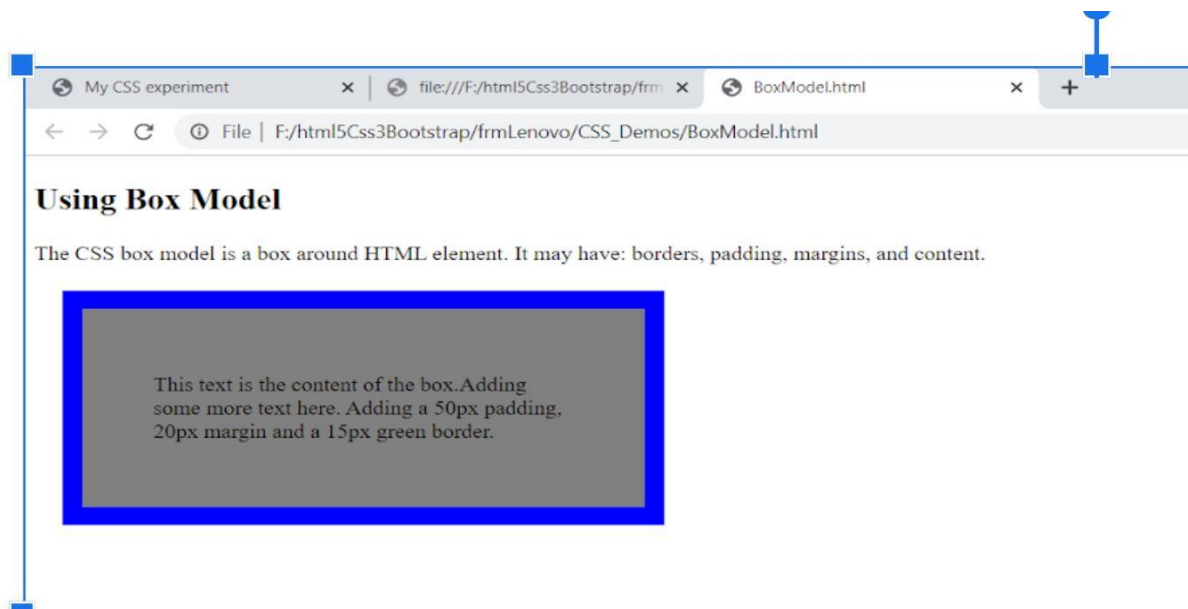 My CSS experiment
file:///F:/html5Css3Bootstrap/frm
BoxModel.html
File | F:/html5Css3Bootstrap/frmLenovo/CSS_Demos/BoxModel.html
Using Box Model
The CSS box model is a box around HTML element. It may have: borders, padding, margins, and content.
This text is the content of the box.Adding
some more text here. Adding a 50px padding,
20px margin and a 15px green border.